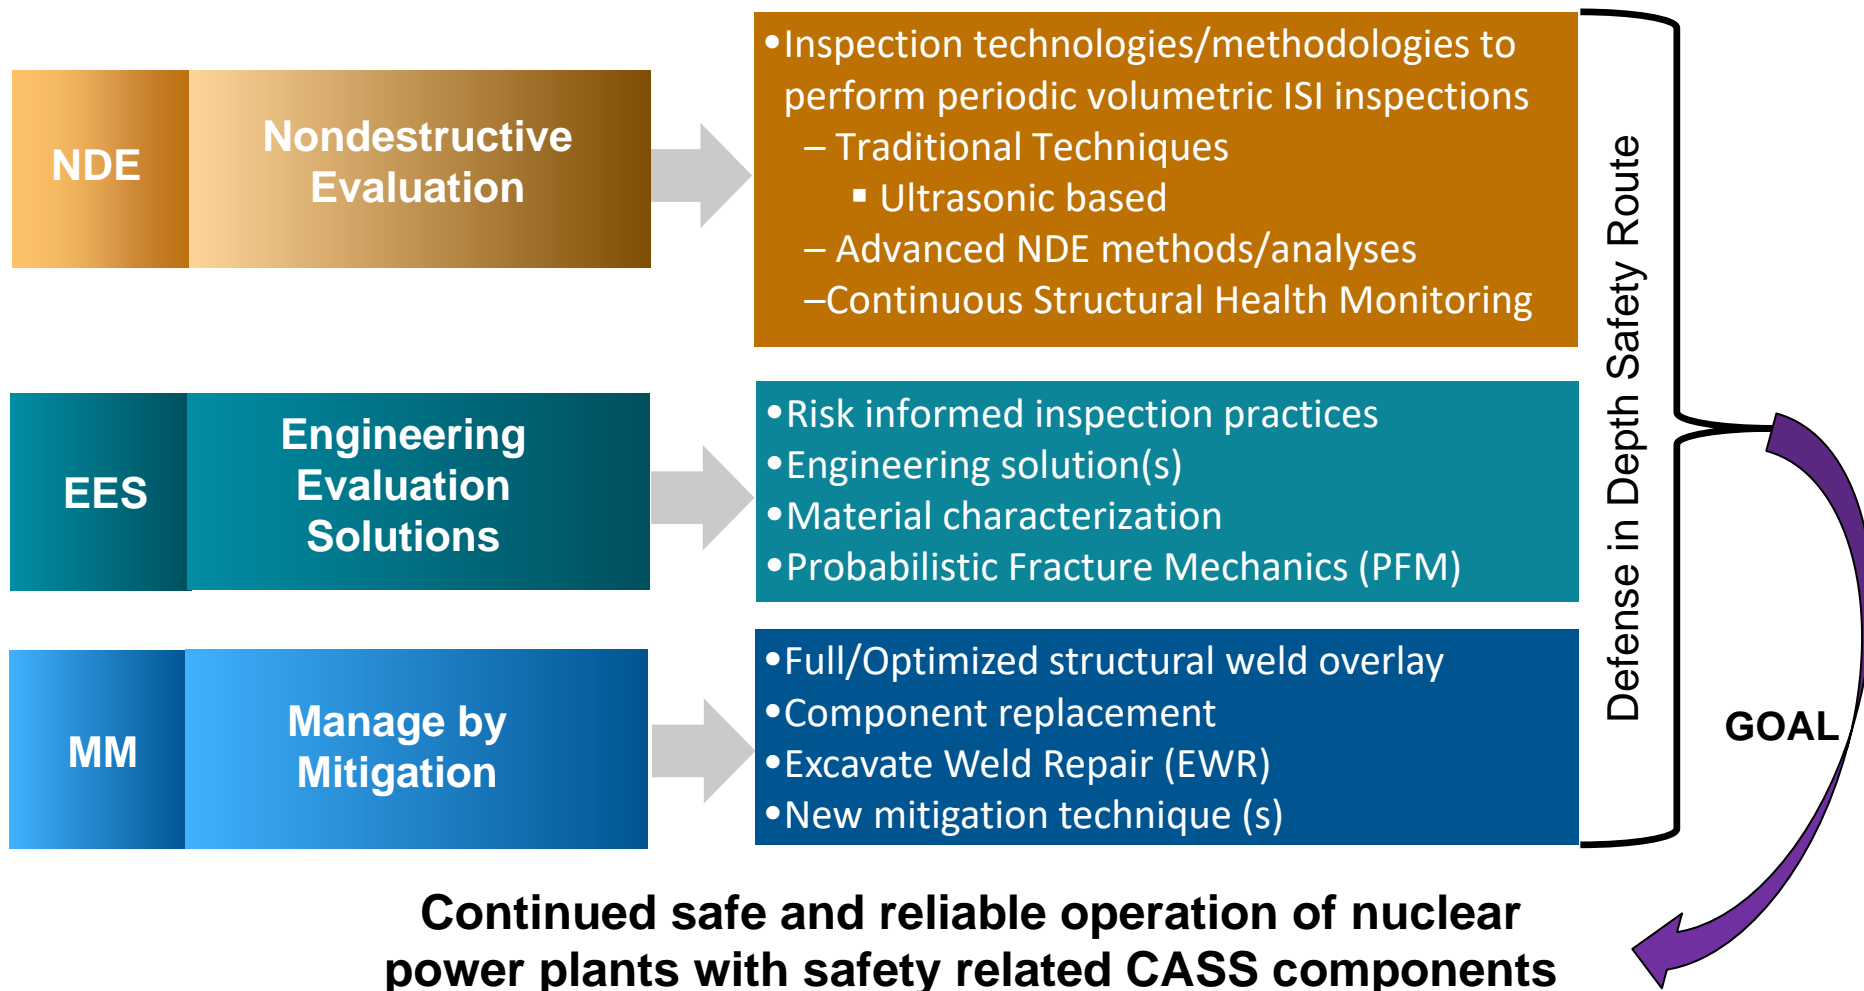 NDE
Nondestructive
Evaluation
•Inspection technologies/methodologies to
perform periodic volumetric ISI inspections
– Traditional Techniques
▪ Ultrasonic based
– Advanced NDE methods/analyses
–Continuous Structural Health Monitoring
EES
Engineering
Evaluation
Solutions
•Risk informed inspection practices
•Engineering solution(s)
•Material characterization
•Probabilistic Fracture Mechanics (PFM)
MM
Manage by
Mitigation
•Full/Optimized structural weld overlay
•Component replacement
•Excavate Weld Repair (EWR)
•New mitigation technique (s)
Defense in Depth Safety Route
GOAL
Continued safe and reliable operation of nuclear
power plants with safety related CASS components